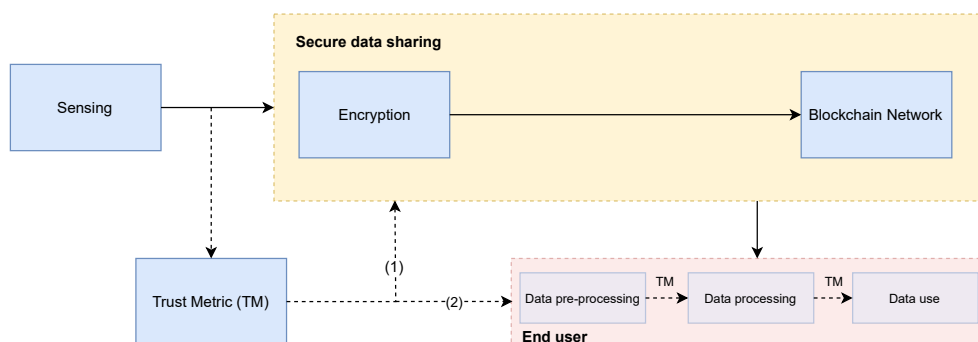 Secure data sharing
Sensing
Encryption
Blockchain Network
(1)
Trust Metric (TM)
(2)
Data pre-processing
TM
Data processing
TM
Data use
End user